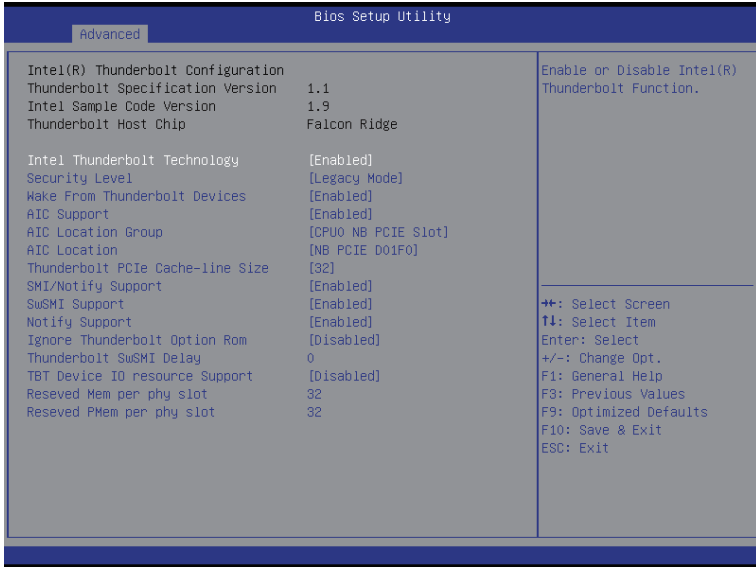 Bios Setup Utility
Advanced
Intel(R) Thunderbolt Configuration
Thunderbolt Specification Version 1.1
Intel Sample Code Version 1.9
Thunderbolt Host Chip Falcon Ridge
Intel Thunderbolt Technology [Enabled]
Security Level [Legacy Mode]
Wake From Thunderbolt Devices [Enabled]
AIC Support [Enabled]
AIC Location Group [CPU0 NB PCIE Slot]
AIC Location [NB PCIE D01F0]
Thunderbolt PCIe Cache-line Size [32]
SMI/Notify Support [Enabled]
SwSMI Support [Enabled]
Notify Support [Enabled]
Ignore Thunderbolt Option Rom [Disabled]
Thunderbolt SwSMI Delay 0
TBT Device IO resource Support [Disabled]
Reseved Mem per phy slot 32
Reseved PMem per phy slot 32
Enable or Disable Intel(R)
Thunderbolt Function.
→←: Select Screen
↑↓: Select Item
Enter: Select
+/-: Change Opt.
F1: General Help
F3: Previous Values
F9: Optimized Defaults
F10: Save & Exit
ESC: Exit